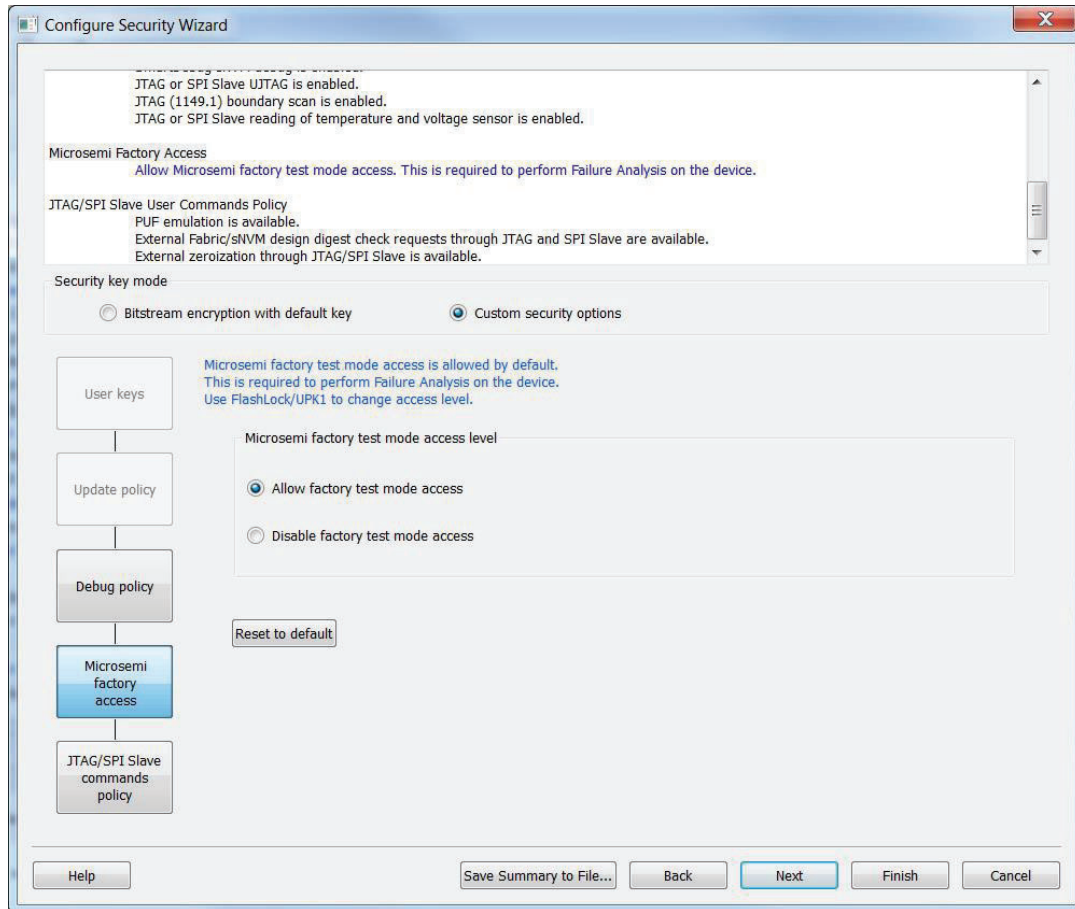 Configure Security Wizard
JTAG or SPI Slave UJTAG is enabled.
JTAG (1149.1) boundary scan is enabled.
JTAG or SPI Slave reading of temperature and voltage sensor is enabled.
Microsemi Factory Access
Allow Microsemi factory test mode access. This is required to perform Failure Analysis on the device.
JTAG/SPI Slave User Commands Policy
PUF emulation is available.
External Fabric/sNVM design digest check requests through JTAG and SPI Slave are available.
External zeroization through JTAG/SPI Slave is available.
Security key mode
Bitstream encryption with default key
Custom security options
User keys
Microsemi factory test mode access is allowed by default.
This is required to perform Failure Analysis on the device.
Use FlashLock/UPK1 to change access level.
Microsemi factory test mode access level
Update policy
Allow factory test mode access
Disable factory test mode access
Debug policy
Reset to default
Microsemi
factory
access
JTAG/SPI Slave
commands
policy
Help
Save Summary to File...
Back
Next
Finish
Cancel